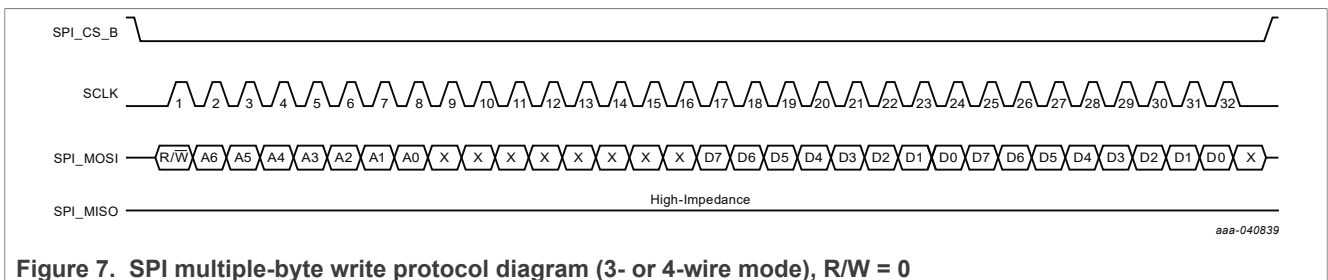 SPI_CS_B
SCLK
1 2 3 4 5 6 7 8 9 10 11 12 13 14 15 16 17 18 19 20 21 22 23 24 25 26 27 28 29 30 31 32
SPI_MOSI R/W̅ A6 A5 A4 A3 A2 A1 A0 X X X X X X X X D7 D6 D5 D4 D3 D2 D1 D0 D7 D6 D5 D4 D3 D2 D1 D0 X
High-Impedance
SPI_MISO
aaa-040839
Figure 7. SPI multiple-byte write protocol diagram (3- or 4-wire mode), R/W = 0